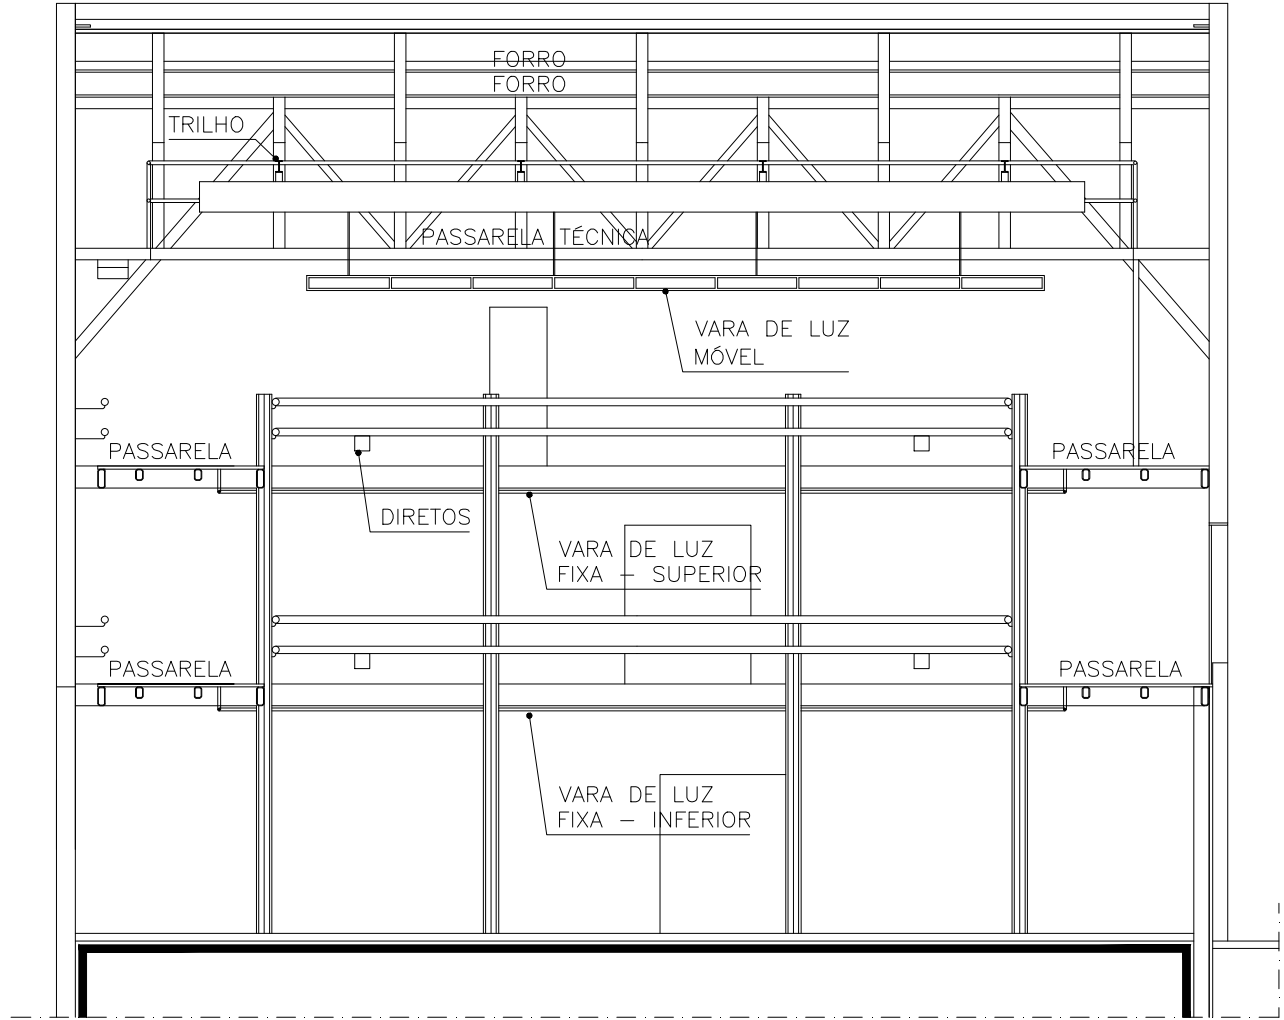 FORRO
FORRO
TRILHO
PASSARELA TÉCNICA
VARA DE LUZ
MÓVEL
PASSARELA
PASSARELA
DIRETOS
VARA DE LUZ
FIXA – SUPERIOR
PASSARELA
PASSARELA
VARA DE LUZ
FIXA – INFERIOR